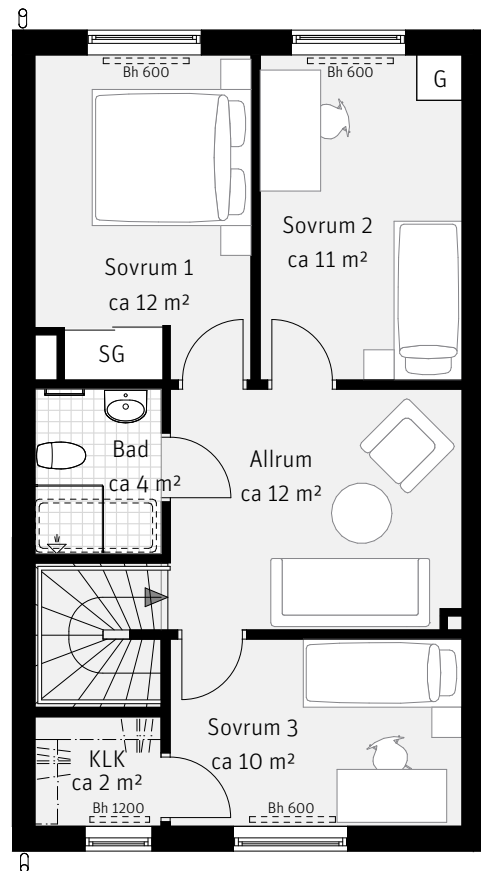 Bh 600
Bh 600
G
Sovrum 2
ca 11 m²
Sovrum 1
ca 12 m²
SG
Bad
ca 4 m²
Allrum
ca 12 m²
Sovrum 3
ca 10 m²
KLK
ca 2 m²
Bh 1200
Bh 600